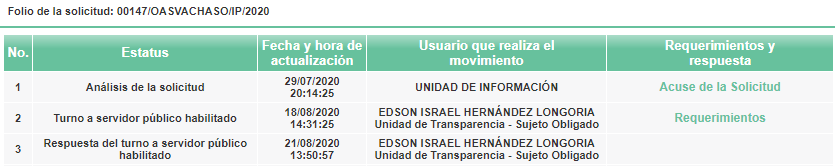 Folio de la solicitud: 00147/OASVACHASO/IP/2020
No. Estatus Fecha y hora de actualización Usuario que realiza el movimiento Requerimientos y respuesta
1 Análisis de la solicitud 29/07/2020 20:14:25 UNIDAD DE INFORMACIÓN Acuse de la Solicitud
2 Turno a servidor público habilitado 18/08/2020 14:31:25 EDSON ISRAEL HERNÁNDEZ LONGORIA Unidad de Transparencia - Sujeto Obligado Requerimientos
3 Respuesta del turno a servidor público habilitado 21/08/2020 13:50:57 EDSON ISRAEL HERNÁNDEZ LONGORIA Unidad de Transparencia - Sujeto Obligado